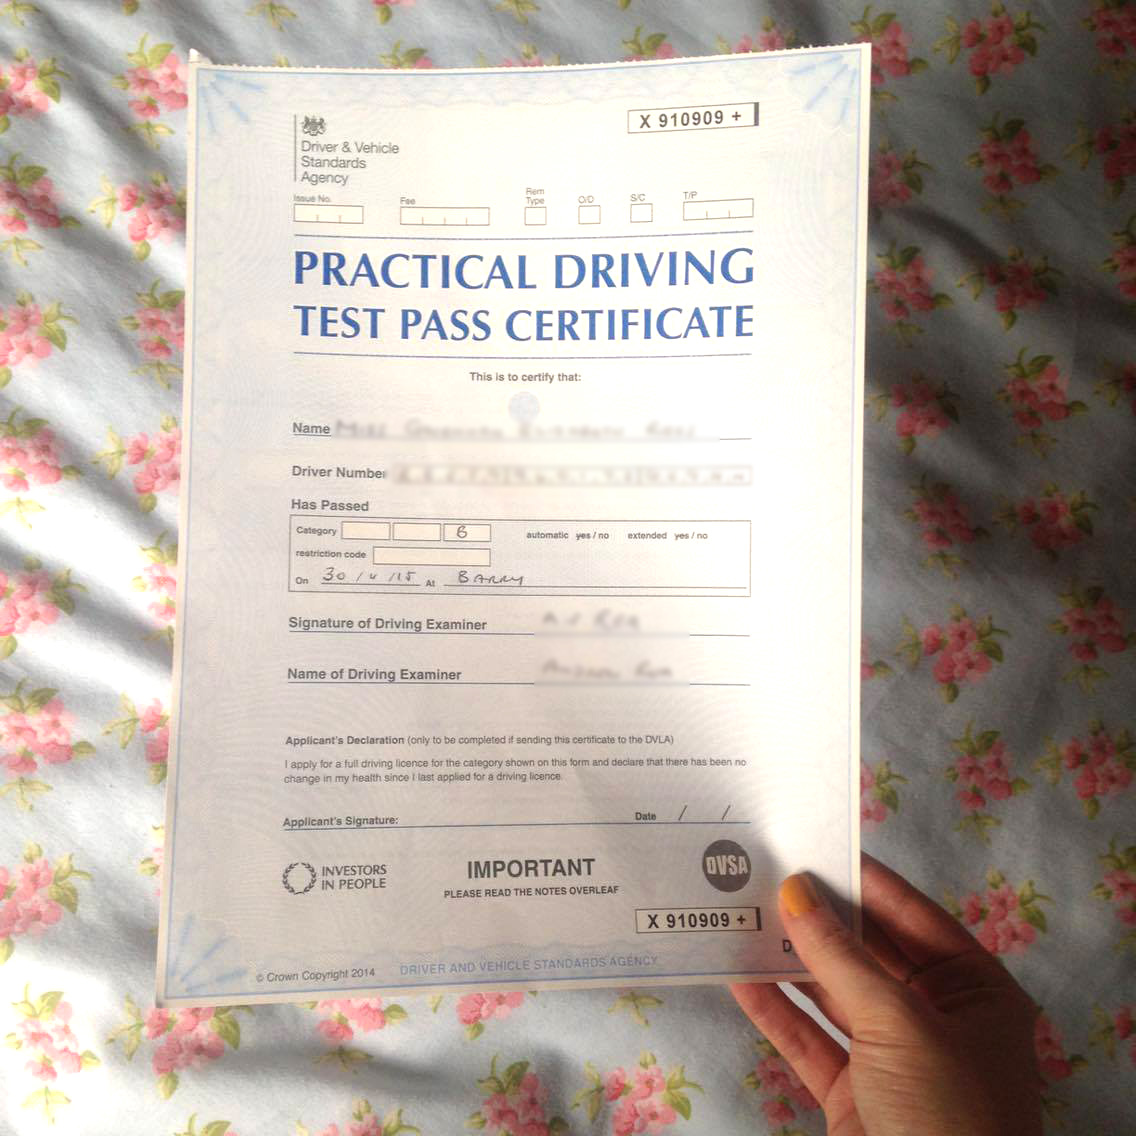 X 910909 +
Driver & Vehicle
Standards
Agency
Issue No.
Fee
Rem
Type
O/D
S/C
T/P
PRACTICAL DRIVING
TEST PASS CERTIFICATE
This is to certify that:
Name
Driver Number
Has Passed
Category B automatic yes / no extended yes / no
restriction code
On 30 / 4 / 15 At BARRY
Signature of Driving Examiner
Name of Driving Examiner
Applicant's Declaration (only to be completed if sending this certificate to the DVLA)
I apply for a full driving licence for the category shown on this form and declare that there has been no
change in my health since I last applied for a driving licence.
Applicant's Signature:
Date / /
INVESTORS
IN PEOPLE
IMPORTANT
PLEASE READ THE NOTES OVERLEAF
DVSA
X 910909 +
D
© Crown Copyright 2014
DRIVER AND VEHICLE STANDARDS AGENCY